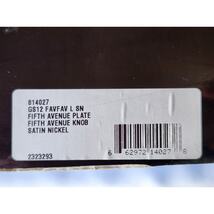 814027
GS12 FAVFAV L SN
FIFTH AVENUE PLATE
FIFTH AVENUE KNOB
SATIN NICKEL
2323293
6 62972 14027 6